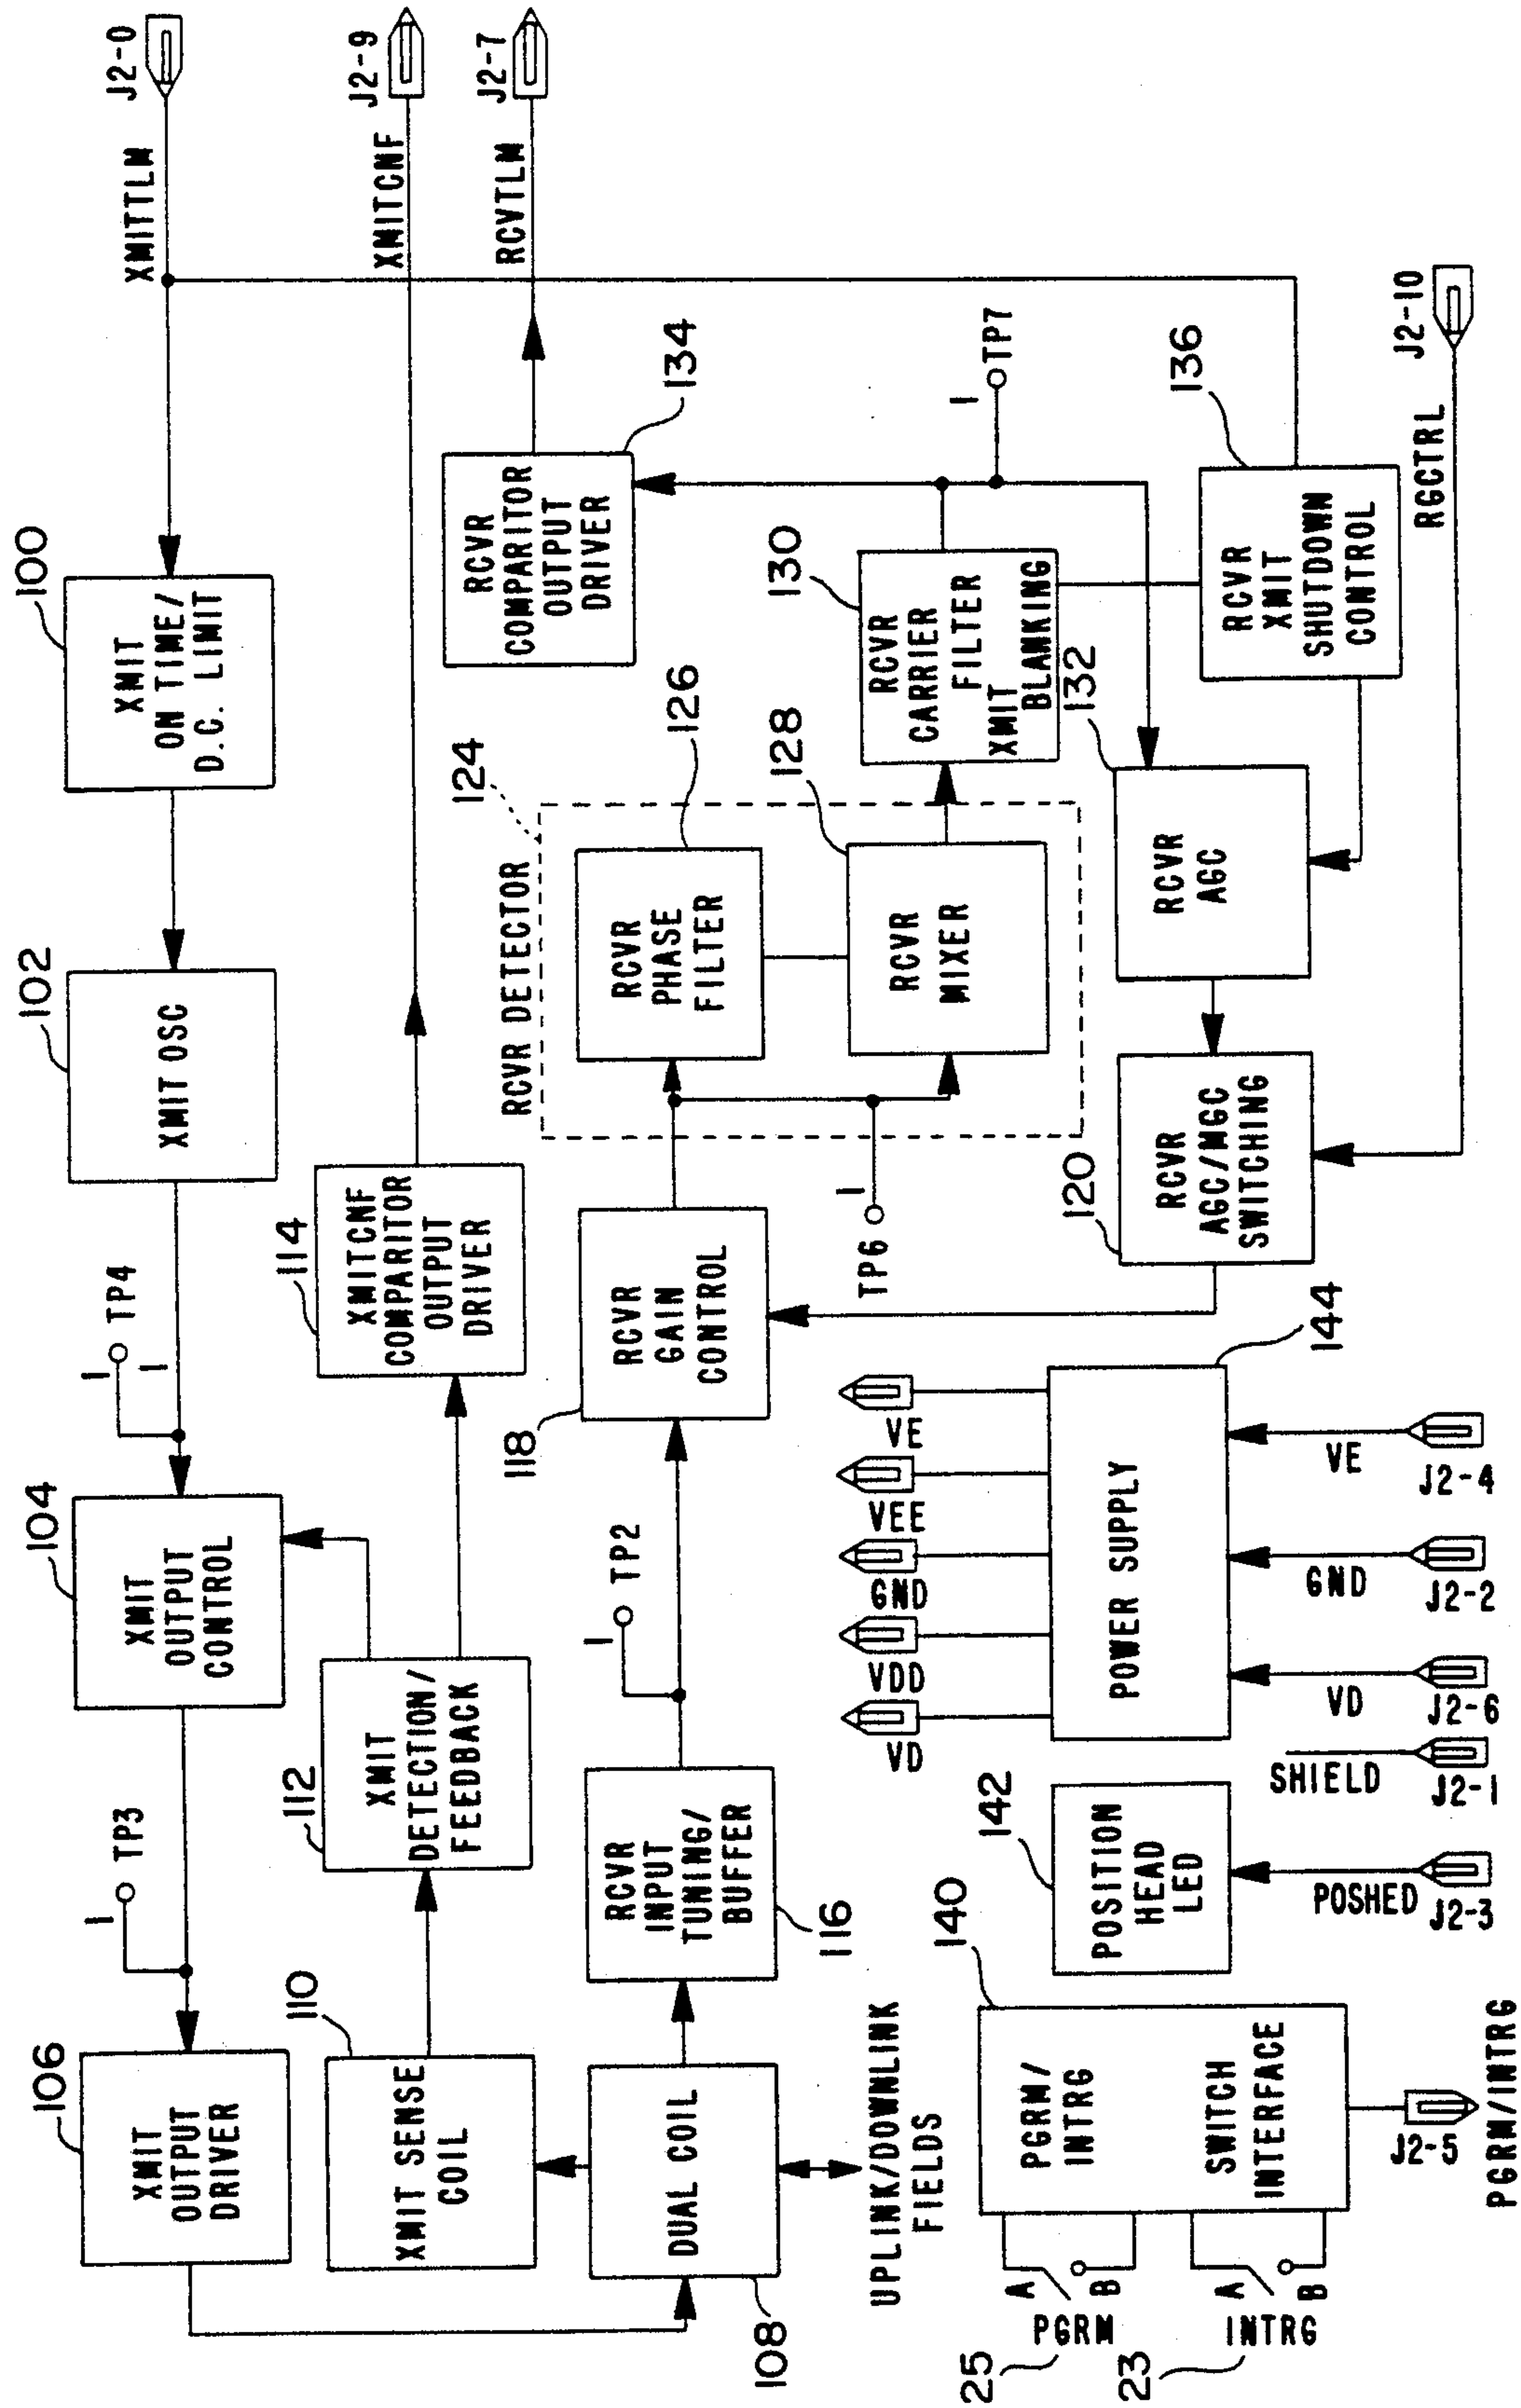 J2-0
XMITTLM
100
XMIT
ON TIME/
D.C. LIMIT
102
XMIT OSC
1
TP4
1
104
XMIT
OUTPUT
CONTROL
1
TP3
106
XMIT
OUTPUT
DRIVER
J2-9
XMITCNF
114
XMITCNF
COMPARITOR
OUTPUT
DRIVER
112
XMIT
DETECTION/
FEEDBACK
110
XMIT SENSE
COIL
J2-7
RCVTLM
134
RCVR
COMPARITOR
OUTPUT
DRIVER
124
RCVR DETECTOR
126
RCVR
PHASE
FILTER
128
RCVR
MIXER
130
RCVR
CARRIER
FILTER
XMIT
BLANKING
1
TP7
136
RCVR
XMIT
SHUTDOWN
CONTROL
J2-10
RGCTRL
132
RCVR
AGC
120
RCVR
AGC/MGC
SWITCHING
TP6
1
118
RCVR
GAIN
CONTROL
1
TP2
116
RCVR
INPUT
TUNING/
BUFFER
108
DUAL COIL
UPLINK/DOWNLINK
FIELDS
144
POWER SUPPLY
VD
VDD
GND
VEE
VE
VE
J2-4
GND
J2-2
VD
J2-6
SHIELD
J2-1
142
POSITION
HEAD
LED
POSHED
J2-3
140
PGRM/
INTRG
SWITCH
INTERFACE
A
B
PGRM
25
A
B
INTRG
23
J2-5
PGRM/INTRG